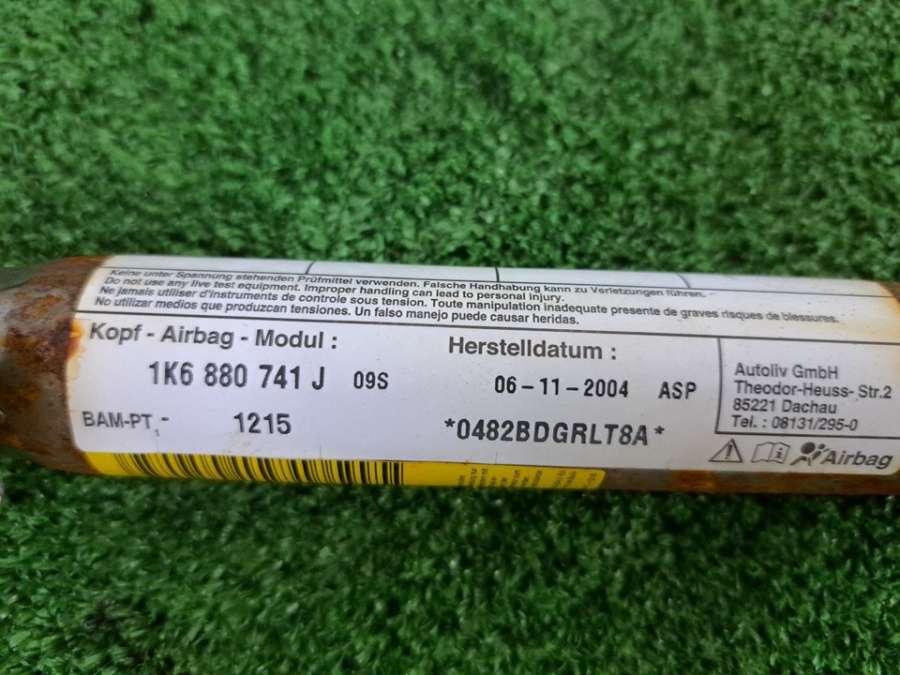 Keine unter Spannung stehenden Prüfmittel verwenden. Falsche Handhabung kann zu Verletzungen führen.
Do not use any live test equipment. Improper handling can lead to personal injury.
Ne jamais utiliser d'instruments de controle sous tension. Toute manipulation inadequate presente de graves risques de blessures.
No utilizar medios que produzcan tensiones. Un falso manejo puede causar heridas.
Kopf - Airbag - Modul :
1K6 880 741 J 09S
BAM-PT1- 1215
Herstelldatum :
06-11-2004 ASP
*0482BDGRLT8A*
Autoliv GmbH
Theodor-Heuss- Str.2
85221 Dachau
Tel. : 08131/295-0
Airbag